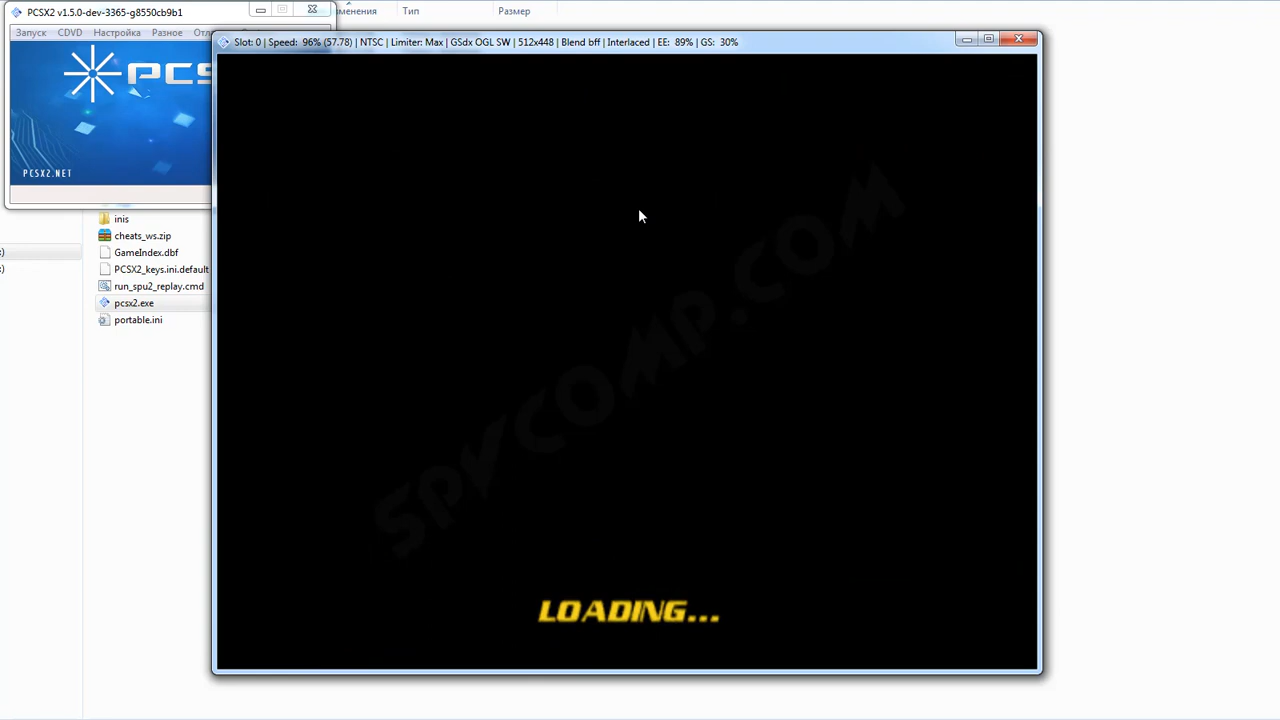 PCSX2 v1.5.0-dev-3365-g8550cb9b1
Тип
Размер
Запуск CDVD Настройка Разное
PCSX2.NET
Slot: 0 | Speed: 96% (57.78) | NTSC | Limiter: Max | GSdx OGL SW | 512x448 | Blend bff | Interlaced | EE: 89% | GS: 30%
inis
cheats_ws.zip
GameIndex.dbf
PCSX2_keys.ini.default
run_spu2_replay.cmd
pcsx2.exe
portable.ini
SPYCOMP.COM
LOADING...